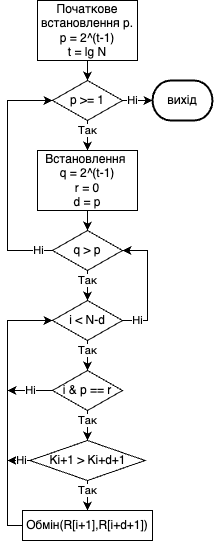 Початкове
встановлення p.
p = 2^(t-1)
t = lg N
p >= 1
Ні
вихід
Так
Встановлення
q = 2^(t-1)
r = 0
d = p
Ні
q > p
Так
i < N-d
Ні
Так
Ні
i & p == r
Так
Ні
Ki+1 > Ki+d+1
Так
Обмін(R[i+1],R[i+d+1])